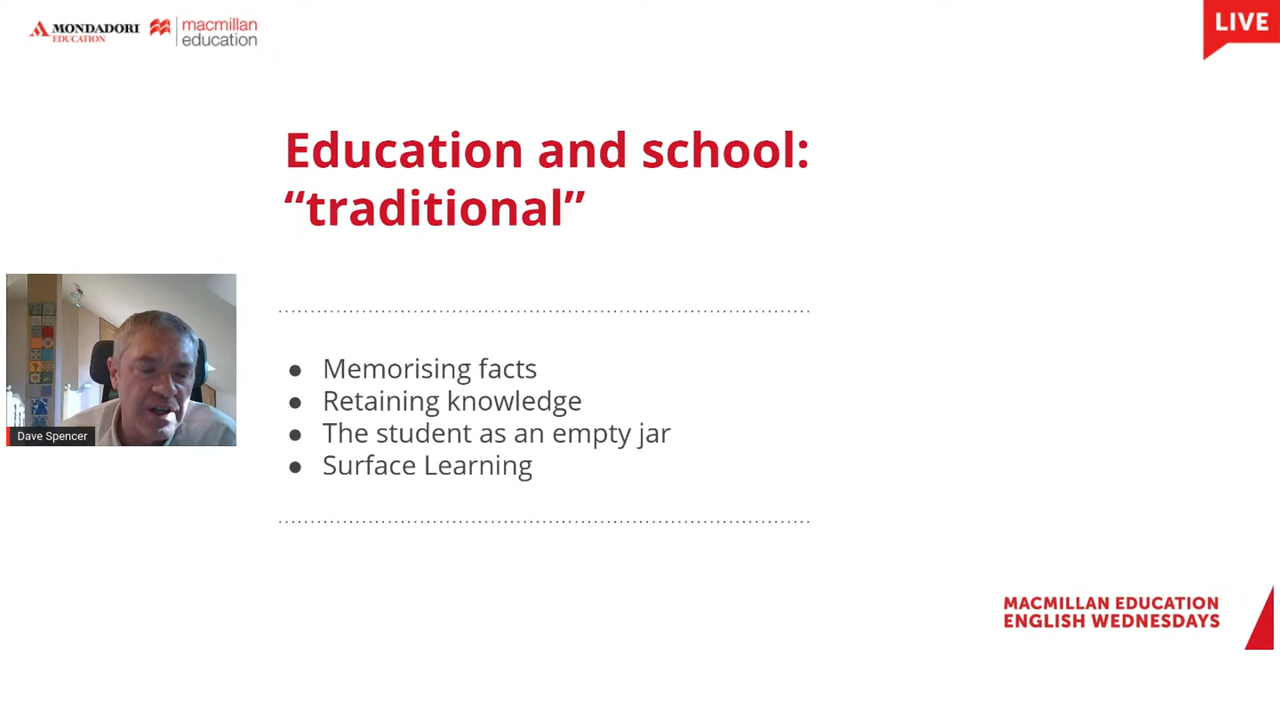 MONDADORI
EDUCATION
macmillan
education
LIVE
Education and school:
“traditional”
● Memorising facts
● Retaining knowledge
● The student as an empty jar
● Surface Learning
Dave Spencer
MACMILLAN EDUCATION
ENGLISH WEDNESDAYS